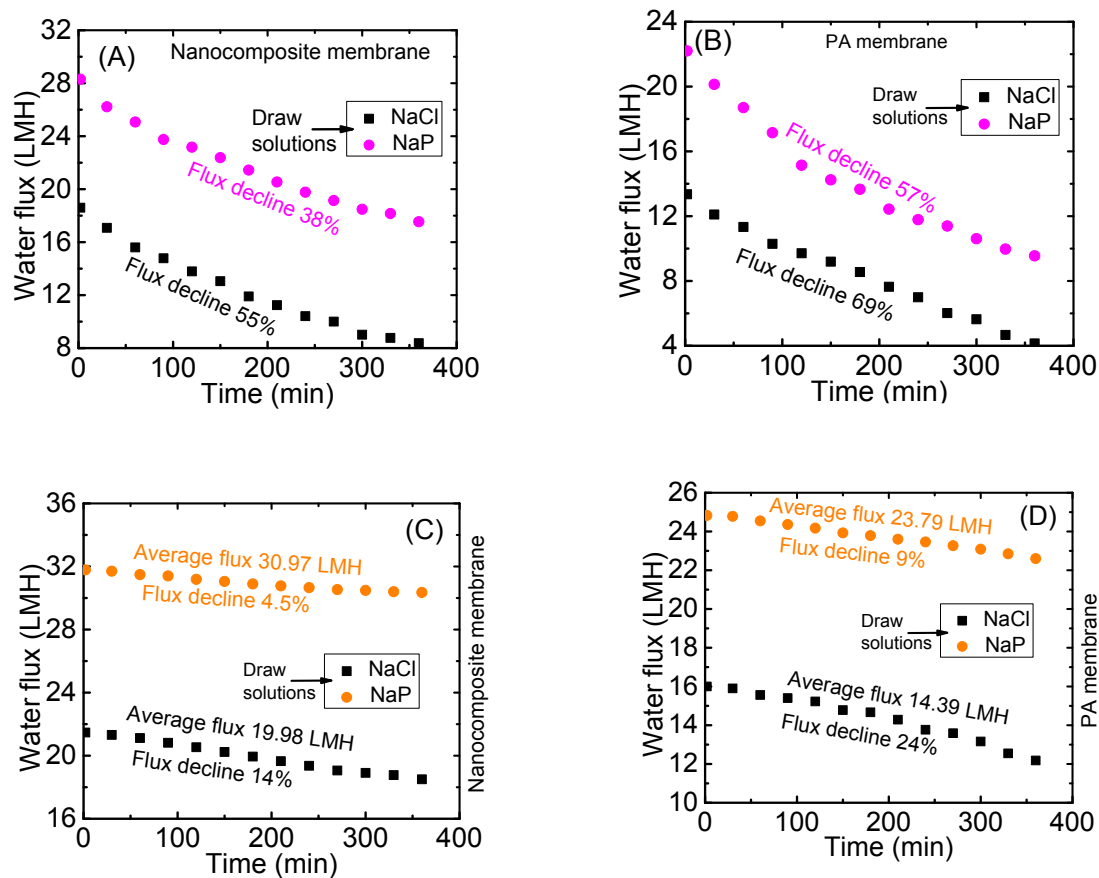 (A)
Nanocomposite membrane
Draw
solutions
NaCl
NaP
Flux decline 38%
Flux decline 55%
Water flux (LMH)
32
28
24
20
16
12
8
0
100
200
300
400
Time (min)
(B)
PA membrane
Draw
solutions
NaCl
NaP
Flux decline 57%
Flux decline 69%
Water flux (LMH)
24
20
16
12
8
4
0
100
200
300
400
Time (min)
(C)
Average flux 30.97 LMH
Flux decline 4.5%
Draw
solutions
NaCl
NaP
Average flux 19.98 LMH
Flux decline 14%
Nanocomposite membrane
Water flux (LMH)
36
32
28
24
20
16
0
100
200
300
400
Time (min)
(D)
Average flux 23.79 LMH
Flux decline 9%
Draw
solutions
NaCl
NaP
Average flux 14.39 LMH
Flux decline 24%
PA membrane
Water flux (LMH)
26
24
22
20
18
16
14
12
10
0
100
200
300
400
Time (min)